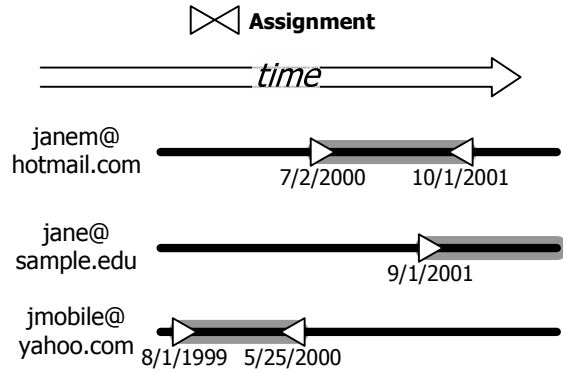 Assignment
time
janem@
hotmail.com
7/2/2000 10/1/2001
jane@
sample.edu
9/1/2001
jmobile@
yahoo.com
8/1/1999 5/25/2000